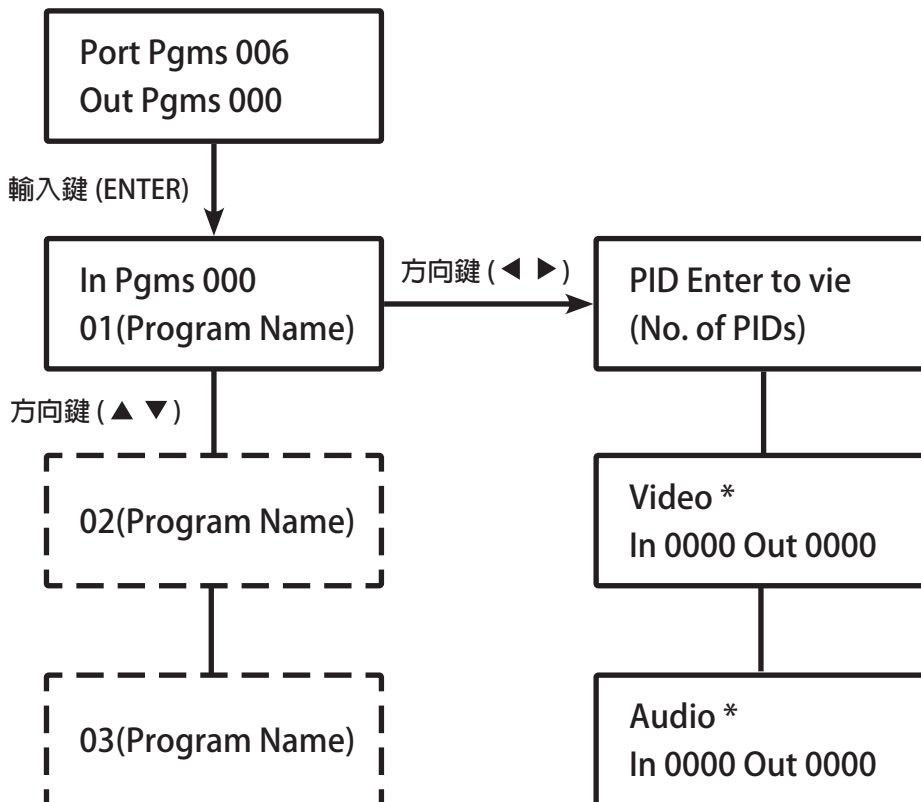 Port Pgms 006
Out Pgms 000
輸入鍵 (ENTER)
In Pgms 000
01(Program Name)
方向鍵 (◀ ▶)
PID Enter to vie
(No. of PIDs)
方向鍵 (▲ ▼)
02(Program Name)
Video *
In 0000 Out 0000
03(Program Name)
Audio *
In 0000 Out 0000